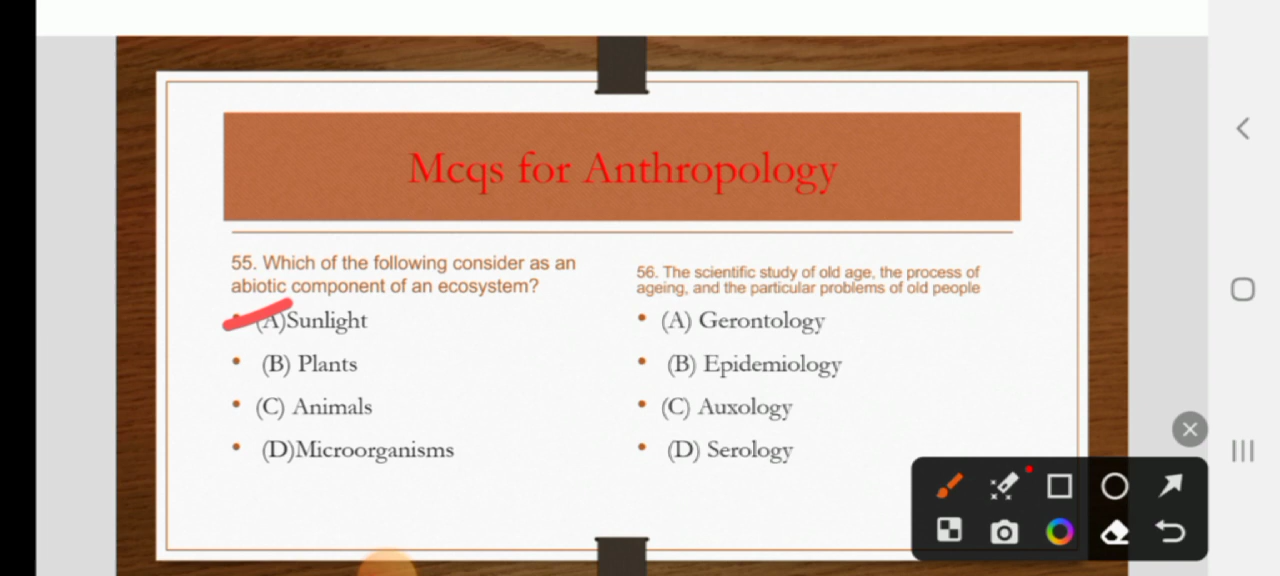 Mcqs for Anthropology
55. Which of the following consider as an
abiotic component of an ecosystem?
(A)Sunlight
(B) Plants
(C) Animals
(D)Microorganisms
56. The scientific study of old age, the process of
ageing, and the particular problems of old people
(A) Gerontology
(B) Epidemiology
(C) Auxology
(D) Serology